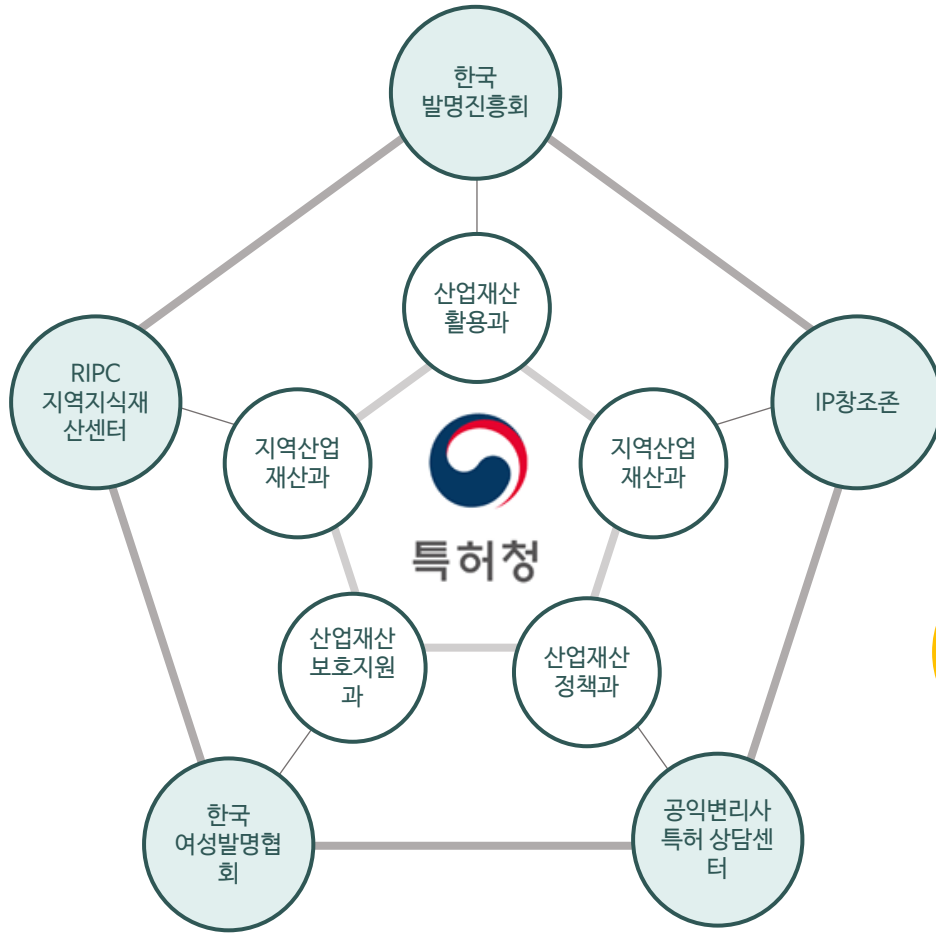 한국
발명진흥회
산업재산
활용과
RIPC
지역지식재
산센터
IP창조존
지역산업
재산과
지역산업
재산과
특허청
산업재산
보호지원
과
산업재산
정책과
한국
여성발명협
회
공익변리사
특허 상담센
터